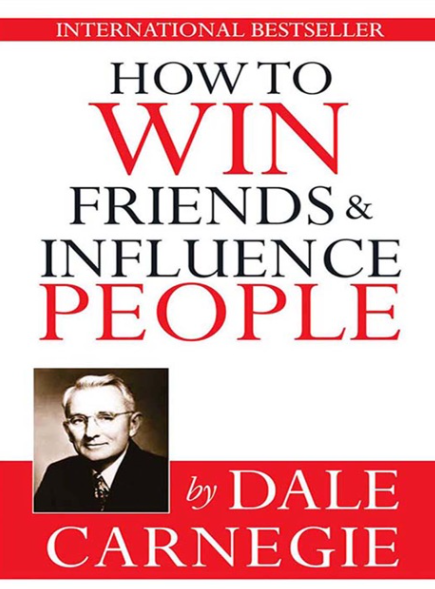 INTERNATIONAL BESTSELLER
HOW TO
WIN
FRIENDS &
INFLUENCE
PEOPLE
by DALE
CARNEGIE